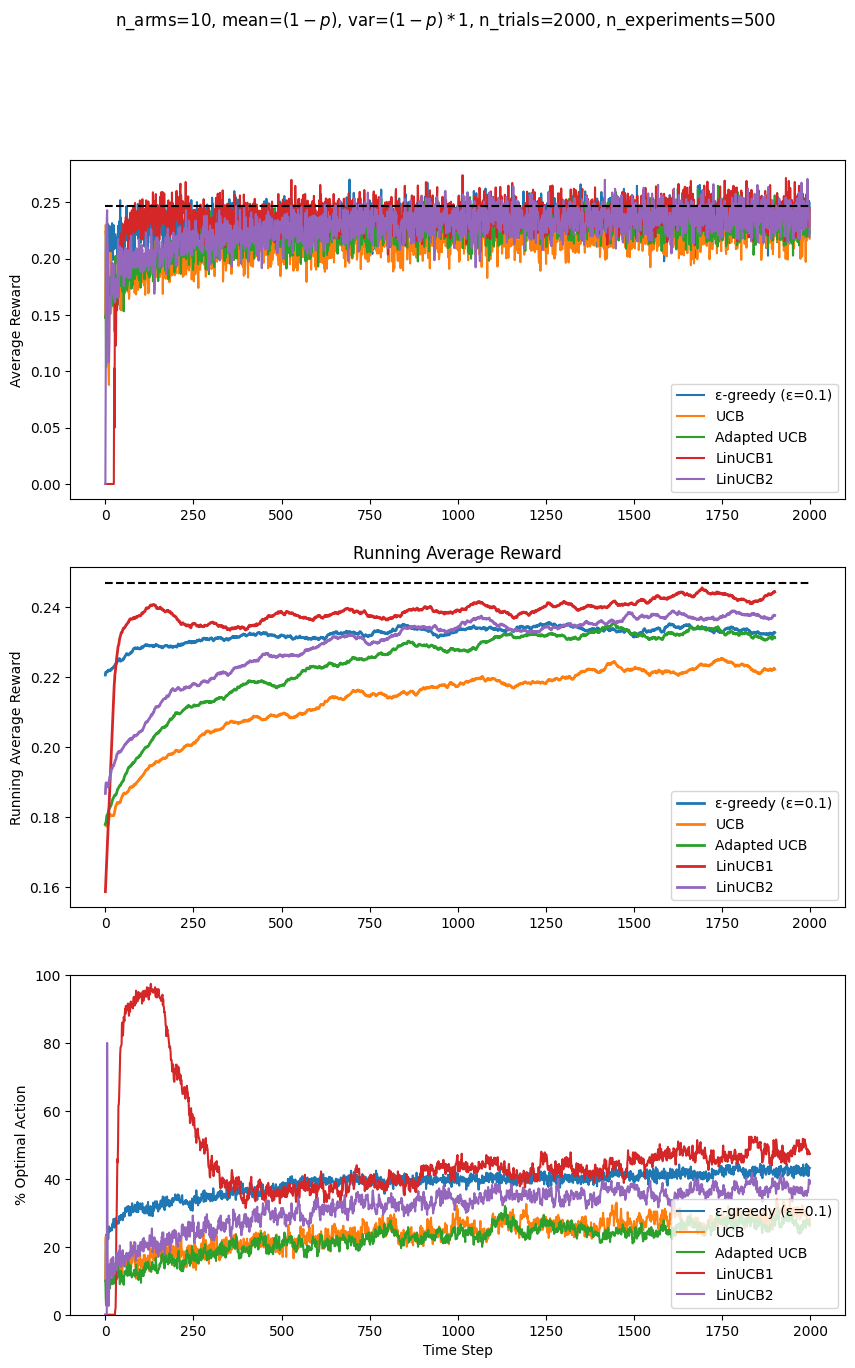 n_arms=10, mean=(1 − p), var=(1 − p) * 1, n_trials=2000, n_experiments=500
0.25
0.20
0.15
0.10
0.05
0.00
Average Reward
ε-greedy (ε=0.1)
UCB
Adapted UCB
LinUCB1
LinUCB2
0 250 500 750 1000 1250 1500 1750 2000
Running Average Reward
0.24
0.22
0.20
0.18
0.16
Running Average Reward
ε-greedy (ε=0.1)
UCB
Adapted UCB
LinUCB1
LinUCB2
0 250 500 750 1000 1250 1500 1750 2000
100
80
60
40
20
0
% Optimal Action
ε-greedy (ε=0.1)
UCB
Adapted UCB
LinUCB1
LinUCB2
0 250 500 750 1000 1250 1500 1750 2000
Time Step